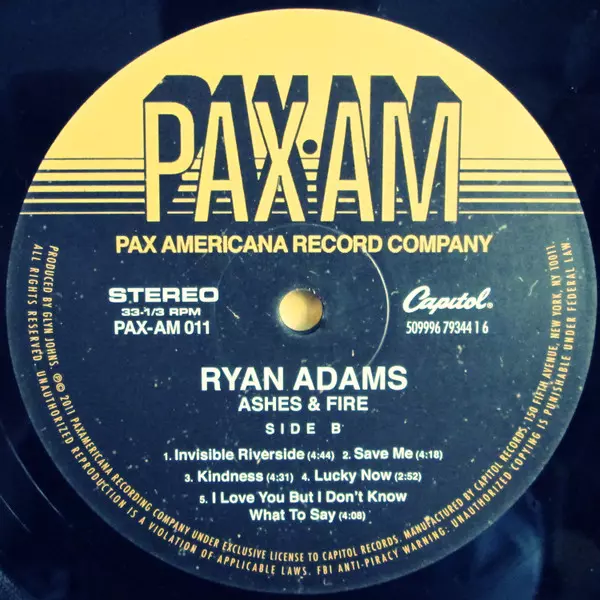 PAX·AM
PAX AMERICANA RECORD COMPANY
STEREO
33-1/3 RPM
PAX-AM 011
Capitol®
509996 79344 1 6
RYAN ADAMS
ASHES & FIRE
SIDE B
1. Invisible Riverside (4:44) 2. Save Me (4:18)
3. Kindness (4:31) 4. Lucky Now (2:52)
5. I Love You But I Don't Know
What To Say (4:08)
PRODUCED BY GLYN JOHNS. ℗© 2011 PAXAMERICANA RECORDING COMPANY UNDER EXCLUSIVE LICENSE TO CAPITOL RECORDS. MANUFACTURED BY CAPITOL RECORDS, 150 FIFTH AVENUE, NEW YORK, NY, 10011.
ALL RIGHTS RESERVED. UNAUTHORIZED REPRODUCTION IS A VIOLATION OF APPLICABLE LAWS. FBI ANTI-PIRACY WARNING: UNAUTHORIZED COPYING IS PUNISHABLE UNDER FEDERAL LAW.